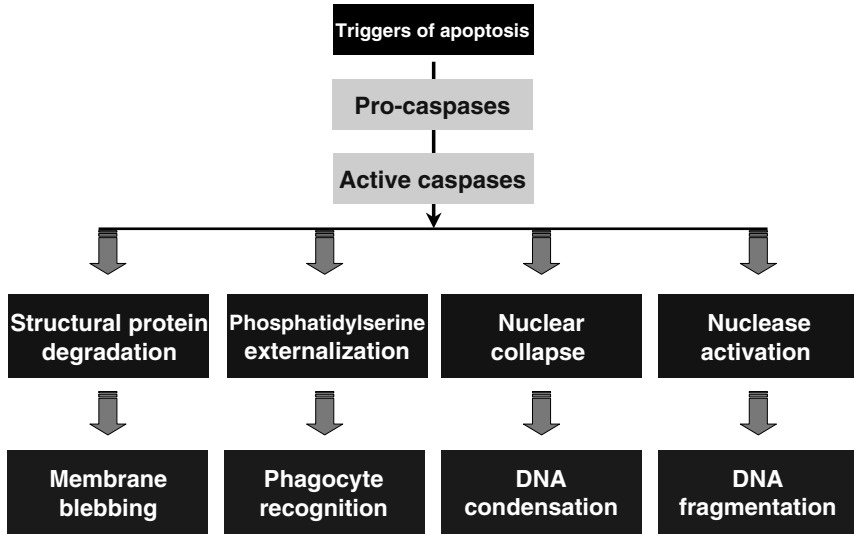 Triggers of apoptosis
Pro-caspases
Active caspases
Structural protein
degradation
Phosphatidylserine
externalization
Nuclear
collapse
Nuclease
activation
Membrane
blebbing
Phagocyte
recognition
DNA
condensation
DNA
fragmentation